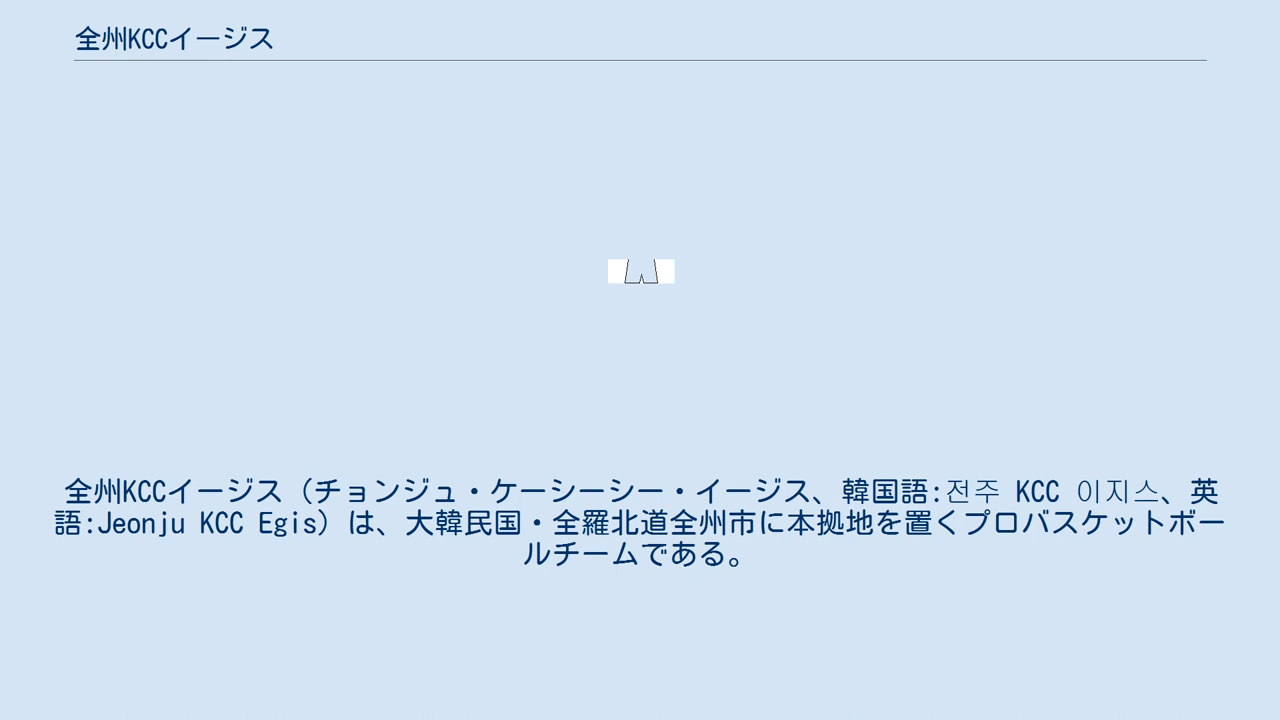 全州KCCイージス
全州KCCイージス（チョンジュ・ケーシーシー・イージス、韓国語:전주 KCC 이지스、英
語:Jeonju KCC Egis）は、大韓民国・全羅北道全州市に本拠地を置くプロバスケットボー
ルチームである。